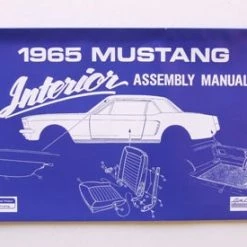 1965 MUSTANG
Interior ASSEMBLY MANUAL